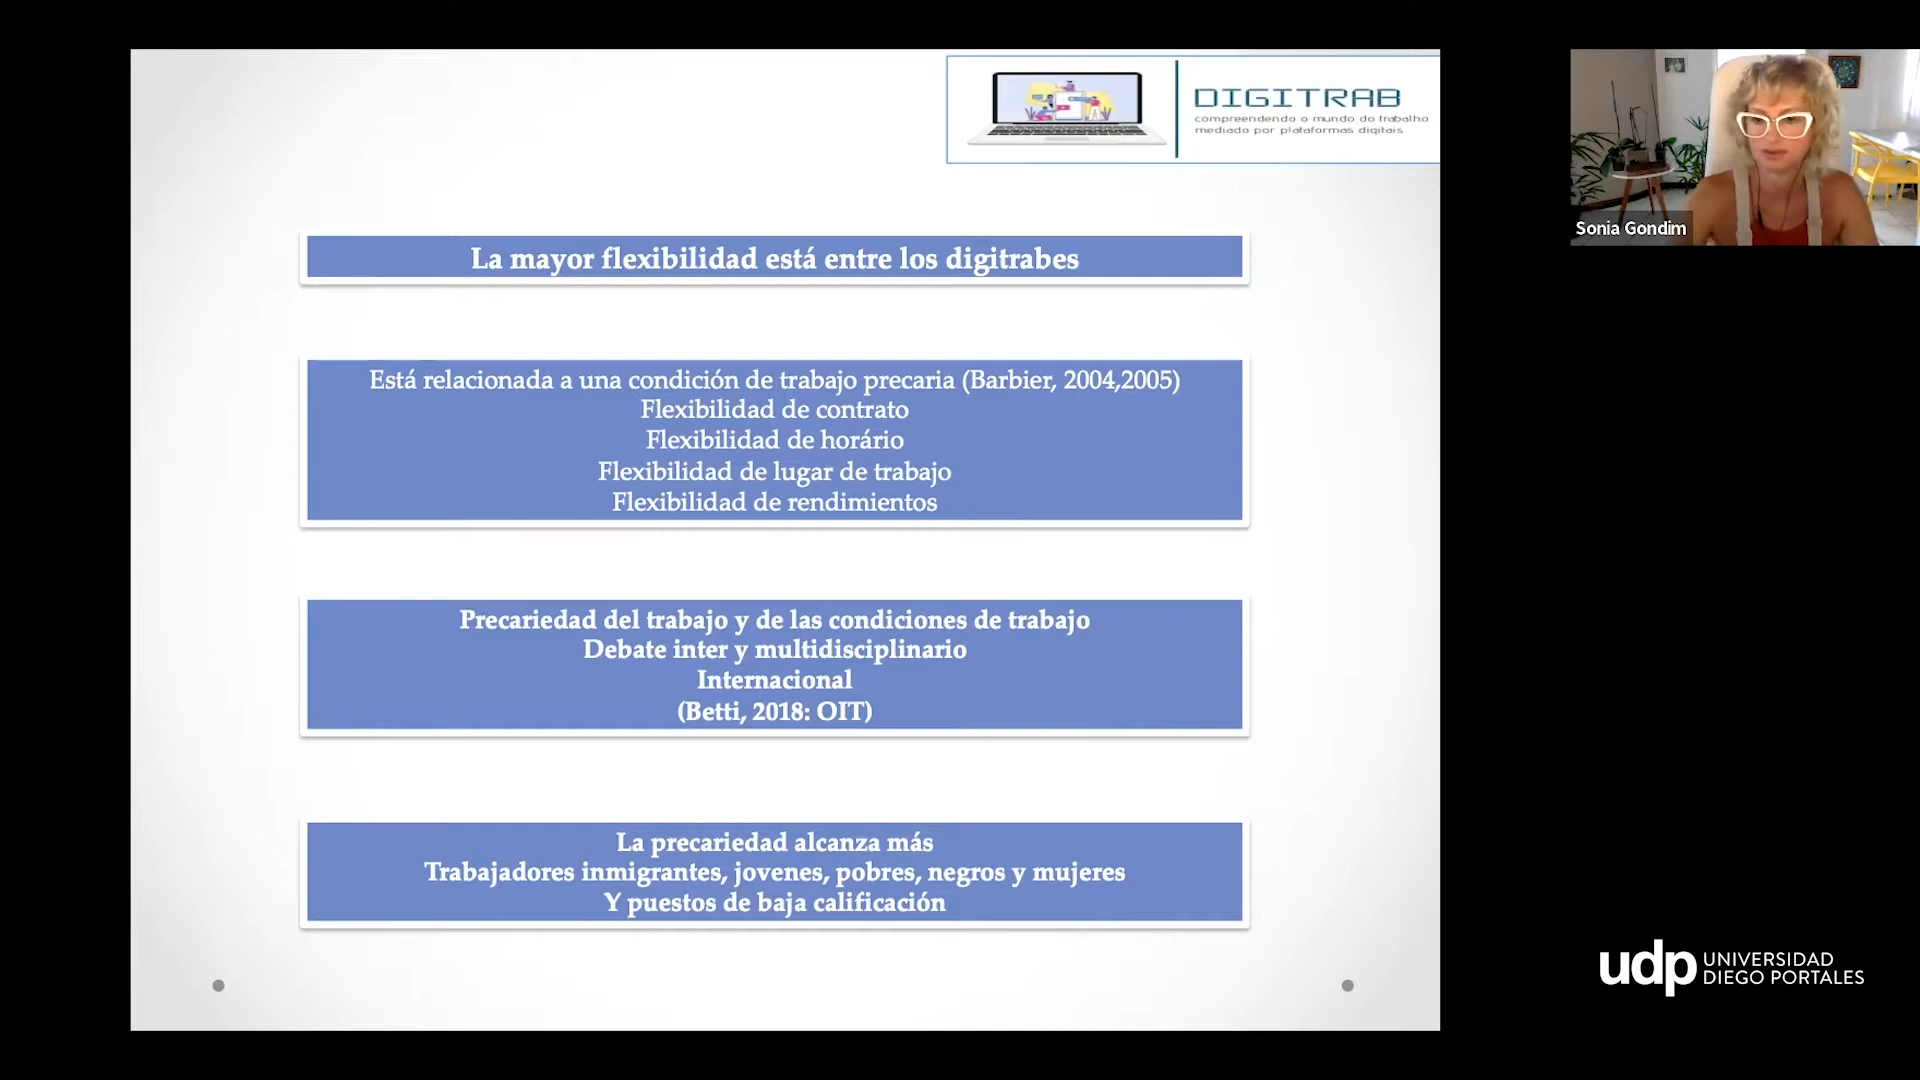 DIGITRAB
compreendendo o mundo do trabalho
mediado por plataformas digitais
Sonia Gondim
La mayor flexibilidad está entre los digitrabes
Está relacionada a una condición de trabajo precaria (Barbier, 2004,2005)
Flexibilidad de contrato
Flexibilidad de horário
Flexibilidad de lugar de trabajo
Flexibilidad de rendimientos
Precariedad del trabajo y de las condiciones de trabajo
Debate inter y multidisciplinario
Internacional
(Betti, 2018: OIT)
La precariedad alcanza más
Trabajadores inmigrantes, jovenes, pobres, negros y mujeres
Y puestos de baja calificación
udp UNIVERSIDAD
DIEGO PORTALES